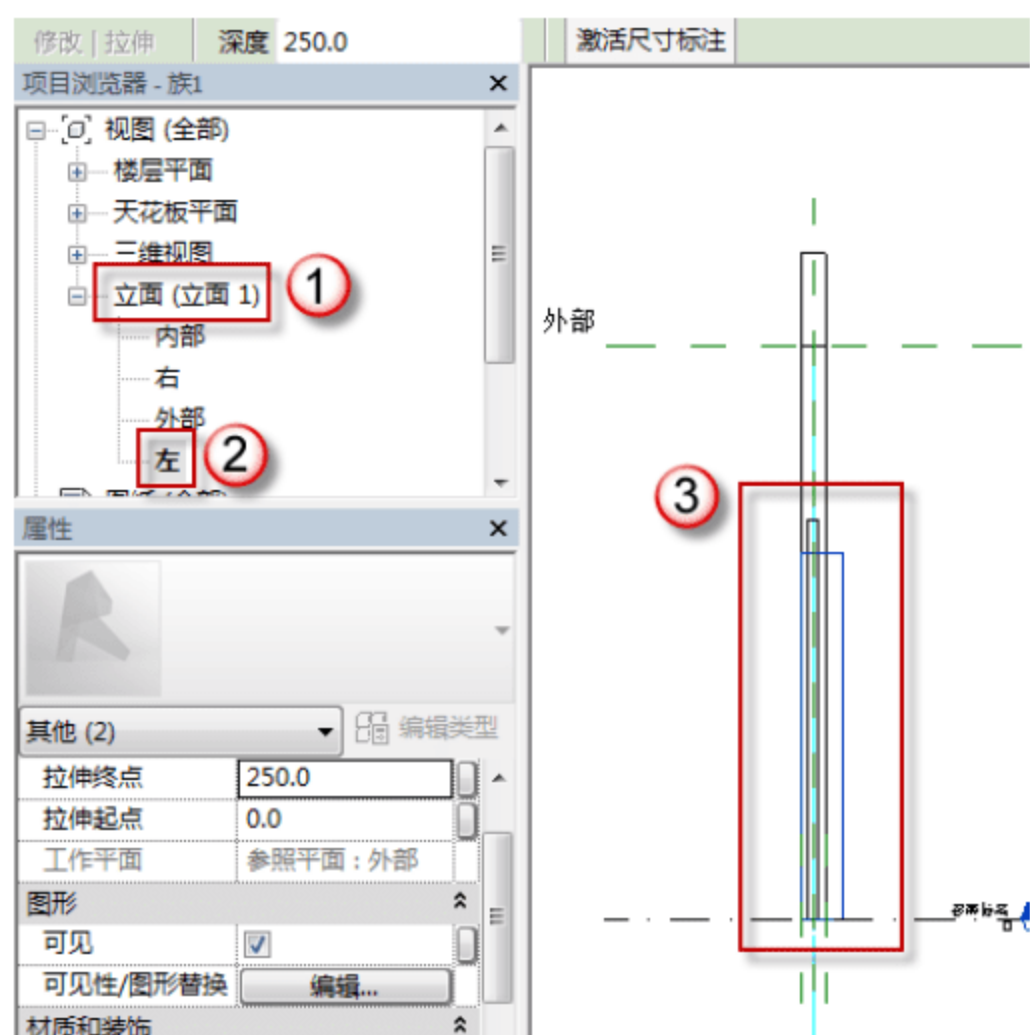 修改 | 拉伸 深度 250.0 激活尺寸标注
项目浏览器 - 族1
视图 (全部)
楼层平面
天花板平面
三维视图
立面 (立面 1)
1
内部
右
外部
左
2
外部
3
属性
其他 (2) 编辑类型
拉伸终点 250.0
拉伸起点 0.0
工作平面 参照平面：外部
图形
可见
可见性/图形替换 编辑...
材质和装饰